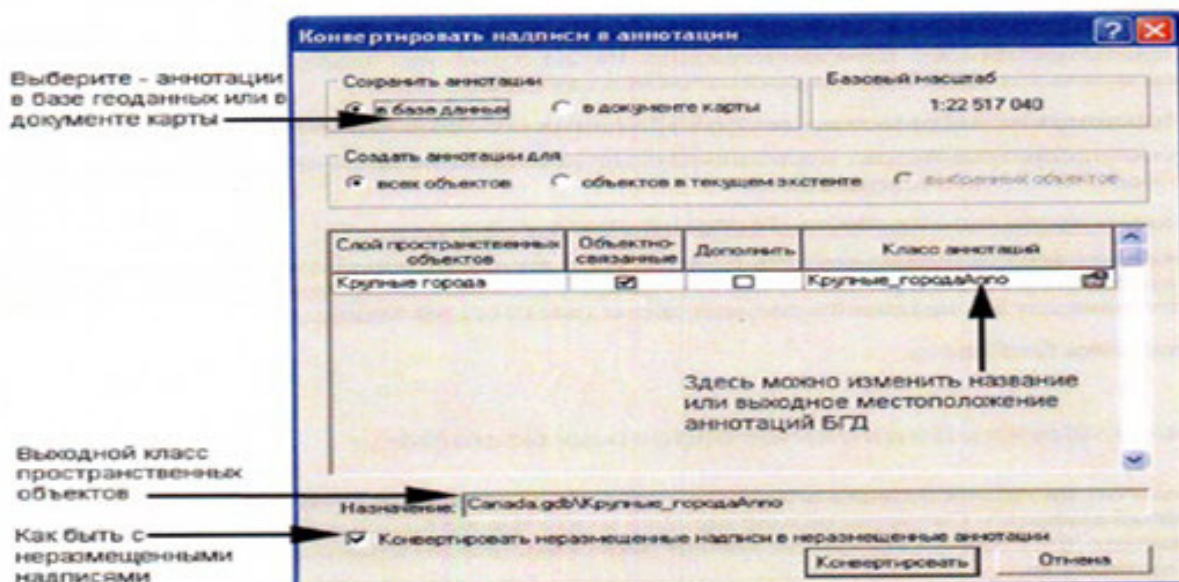 Конвертировать надписи в аннотации
Выберите - аннотации
в базе геоданных или в
документе карты
Сохранить аннотации
в базе данных
в документе карты
Базовый масштаб
1:22 517 040
Создать аннотации для
всех объектов
объектов в текущем экстенте
выбранных объектов
Слой пространственных объектов
Объектно-связанные
Дополнить
Класс аннотаций
Крупные города
Крупные_городаAnno
Здесь можно изменить название
или выходное местоположение
аннотаций БГД
Выходной класс
пространственных
объектов
Назначение: Canada.gdb\Крупные_городаAnno
Как быть с
неразмещенными
надписями
Конвертировать неразмещенные надписи в неразмещенные аннотации
Конвертировать
Отмена